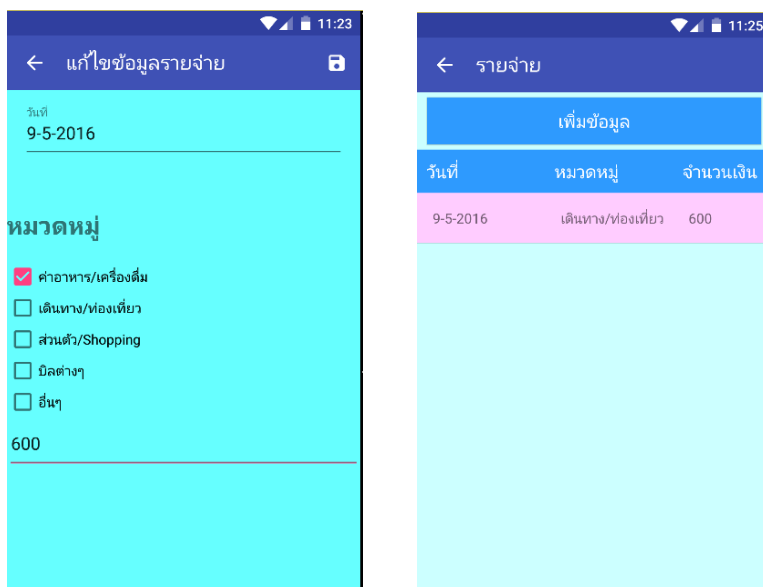 11:23
แก้ไขข้อมูลรายจ่าย
วันที่
9-5-2016
หมวดหมู่
ค่าอาหาร/เครื่องดื่ม
เดินทาง/ท่องเที่ยว
ส่วนตัว/Shopping
บิลต่างๆ
อื่นๆ
600
11:25
รายจ่าย
เพิ่มข้อมูล
วันที่ หมวดหมู่ จำนวนเงิน
9-5-2016 เดินทาง/ท่องเที่ยว 600